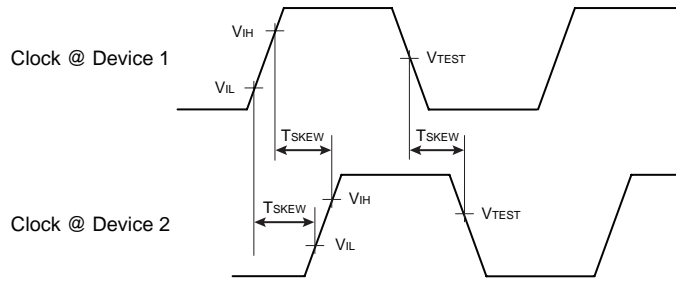 VIH
Clock @ Device 1
VTEST
VIL
TSKEW
TSKEW
VIH
TSKEW
VTEST
Clock @ Device 2
VIL